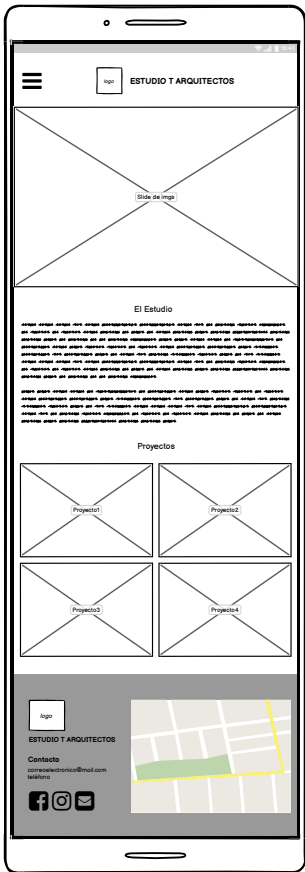 logo
ESTUDIO T ARQUITECTOS
Slide de imgs
El Estudio
Proyectos
Proyecto1
Proyecto2
Proyecto3
Proyecto4
logo
ESTUDIO T ARQUITECTOS
Contacto
correoelectronico@mail.com
teléfono